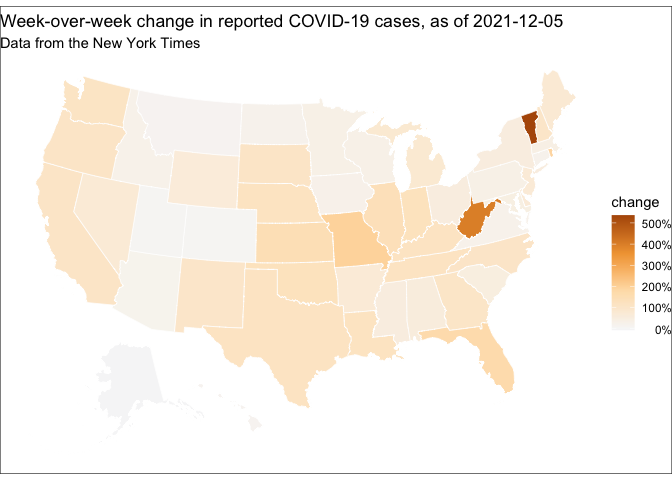 Week-over-week change in reported COVID-19 cases, as of 2021-12-05
Data from the New York Times
change
500%
400%
300%
200%
100%
0%